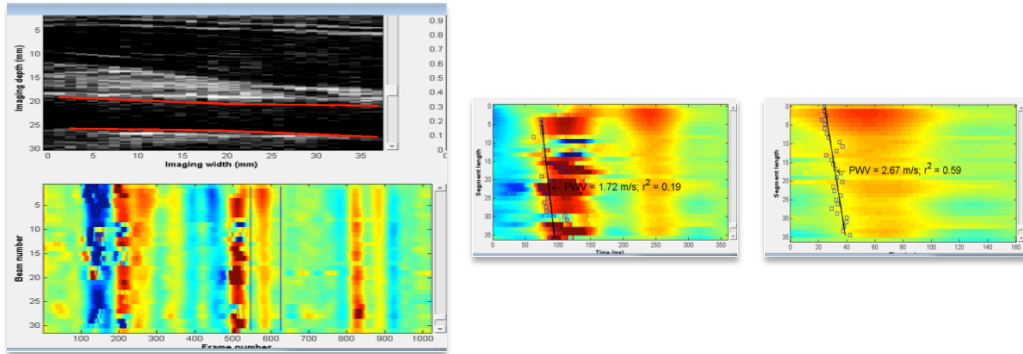 0.9
0.8
0.7
0.6
0.5
0.4
0.3
0.2
0.1
0
Imaging depth (mm)
5
10
15
20
25
30
0 5 10 15 20 25 30 35
Imaging width (mm)
Beam number
5
10
15
20
25
30
100 200 300 400 500 600 700 800 900 1000
Frame number
Segment length
0
5
10
15
20
25
30
35
PWV = 1.72 m/s; r² = 0.19
0 50 100 150 200 250 300 350
Time (ms)
Segment length
0
5
10
15
20
25
30
35
PWV = 2.67 m/s; r² = 0.59
0 20 40 60 80 100 120 140 160